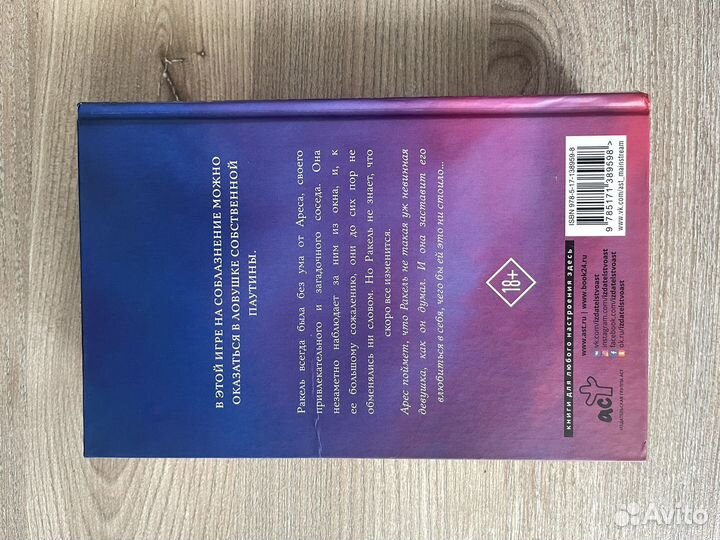 В ЭТОЙ ИГРЕ НА СОБЛАЗНЕНИЕ МОЖНО
ОКАЗАТЬСЯ В ЛОВУШКЕ СОБСТВЕННОЙ
ПАУТИНЫ.
Ракель всегда была без ума от Ареса, своего
привлекательного и загадочного соседа. Она
незаметно наблюдает за ним из окна, и, к
ее большому сожалению, они до сих пор не
обменялись ни словом. Но Ракель не знает, что
скоро все изменится.
Арес поймет, что Ракель не такая уж невинная
девушка, как он думал. И она заставит его
влюбиться в себя, чего бы ей это ни стоило...
18+
книги для любого настроения здесь
www.ast.ru | www.book24.ru
vk.com/izdatelstvoast
instagram.com/izdatelstvoast
facebook.com/izdatelstvoast
ok.ru/izdatelstvoast
аст
ИЗДАТЕЛЬСКАЯ ГРУППА АСТ
ISBN 978-5-17-138959-8
9 785171 389598 >
www.vk.com/ast_mainstream
Avito